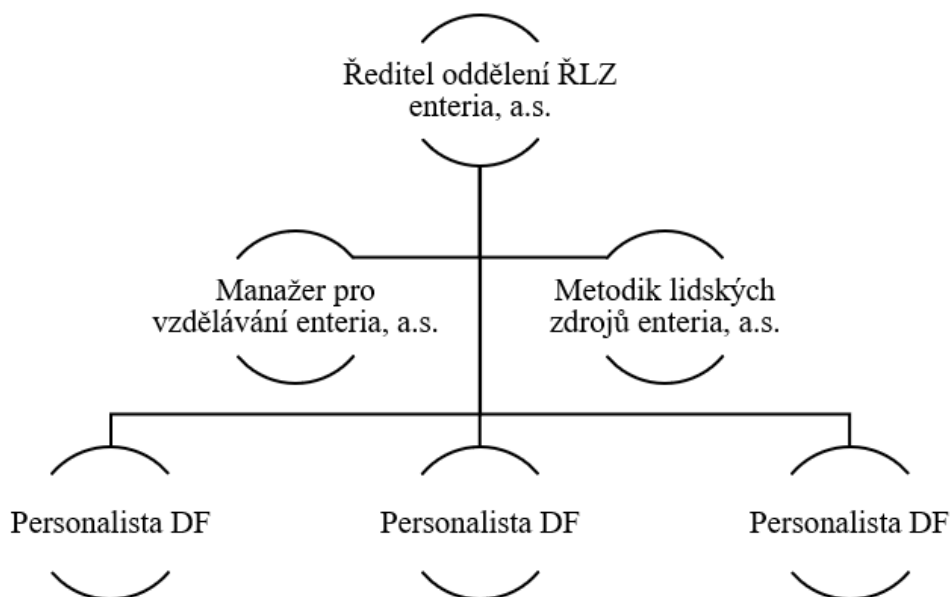 Ředitel oddělení ŘLZ
enteria, a.s.
Manažer pro
vzdělávání enteria, a.s.
Metodik lidských
zdrojů enteria, a.s.
Personalista DF
Personalista DF
Personalista DF